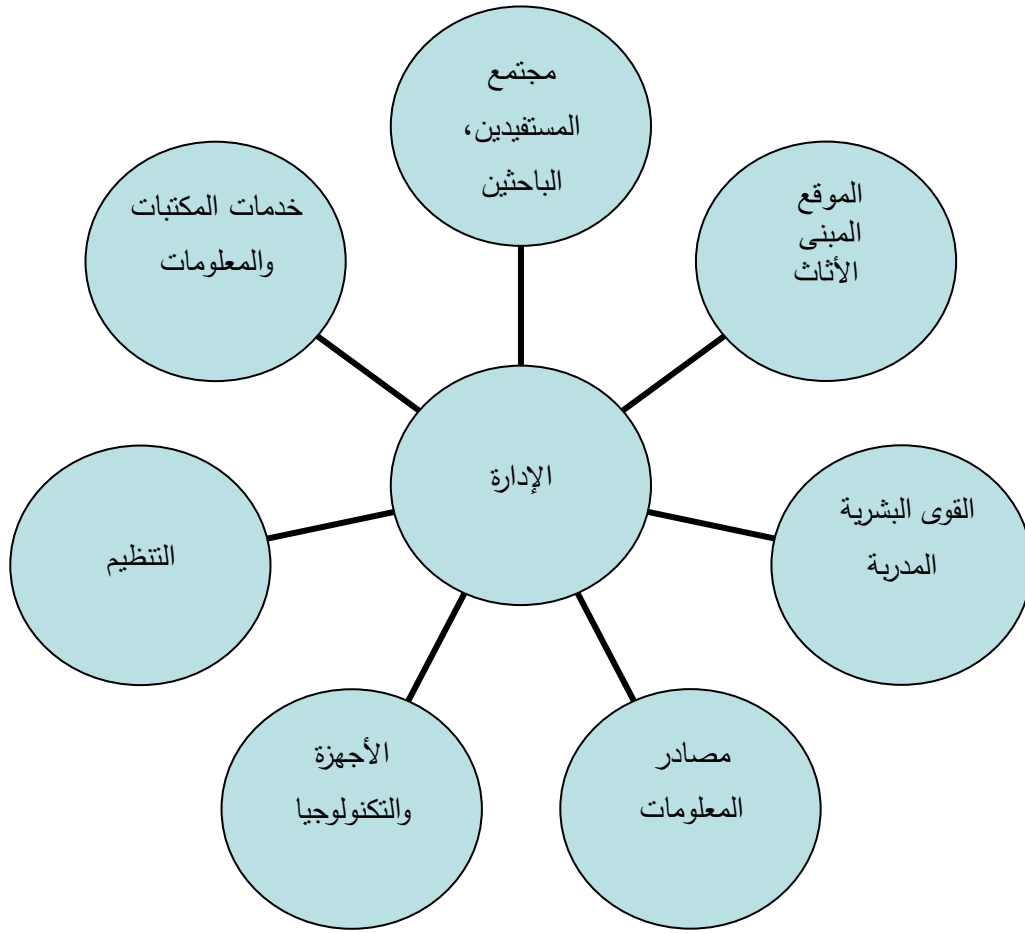 مجتمع
المستفيدين،
الباحثين
الموقع
المبنى
الأثاث
خدمات المكتبات
والمعلومات
الإدارة
القوى البشرية
المدربة
التنظيم
مصادر
المعلومات
الأجهزة
والتكنولوجيا